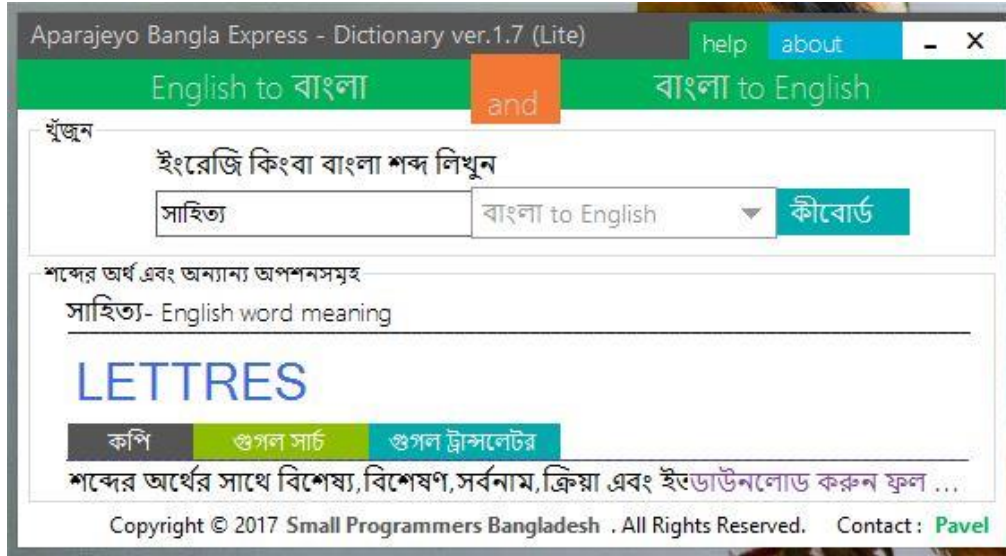 Aparajeyo Bangla Express - Dictionary ver.1.7 (Lite) help about
English to বাংলা and বাংলা to English
খুঁজুন
ইংরেজি কিংবা বাংলা শব্দ লিখুন
সাহিত্য বাংলা to English কীবোর্ড
শব্দের অর্থ এবং অন্যান্য অপশনসমূহ
সাহিত্য- English word meaning
LETTRES
কপি গুগল সার্চ গুগল ট্রান্সলেটর
শব্দের অর্থের সাথে বিশেষ্য,বিশেষণ,সর্বনাম,ক্রিয়া এবং ডাউনলোড করুন ফুল ...
Copyright © 2017 Small Programmers Bangladesh . All Rights Reserved. Contact : Pavel